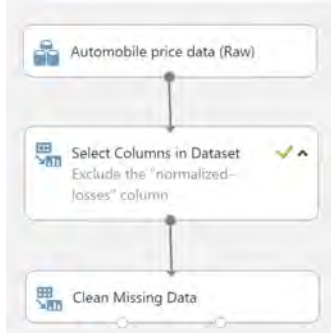 Automobile price data (Raw)
Select Columns in Dataset
Exclude the "normalized-
losses" column
Clean Missing Data